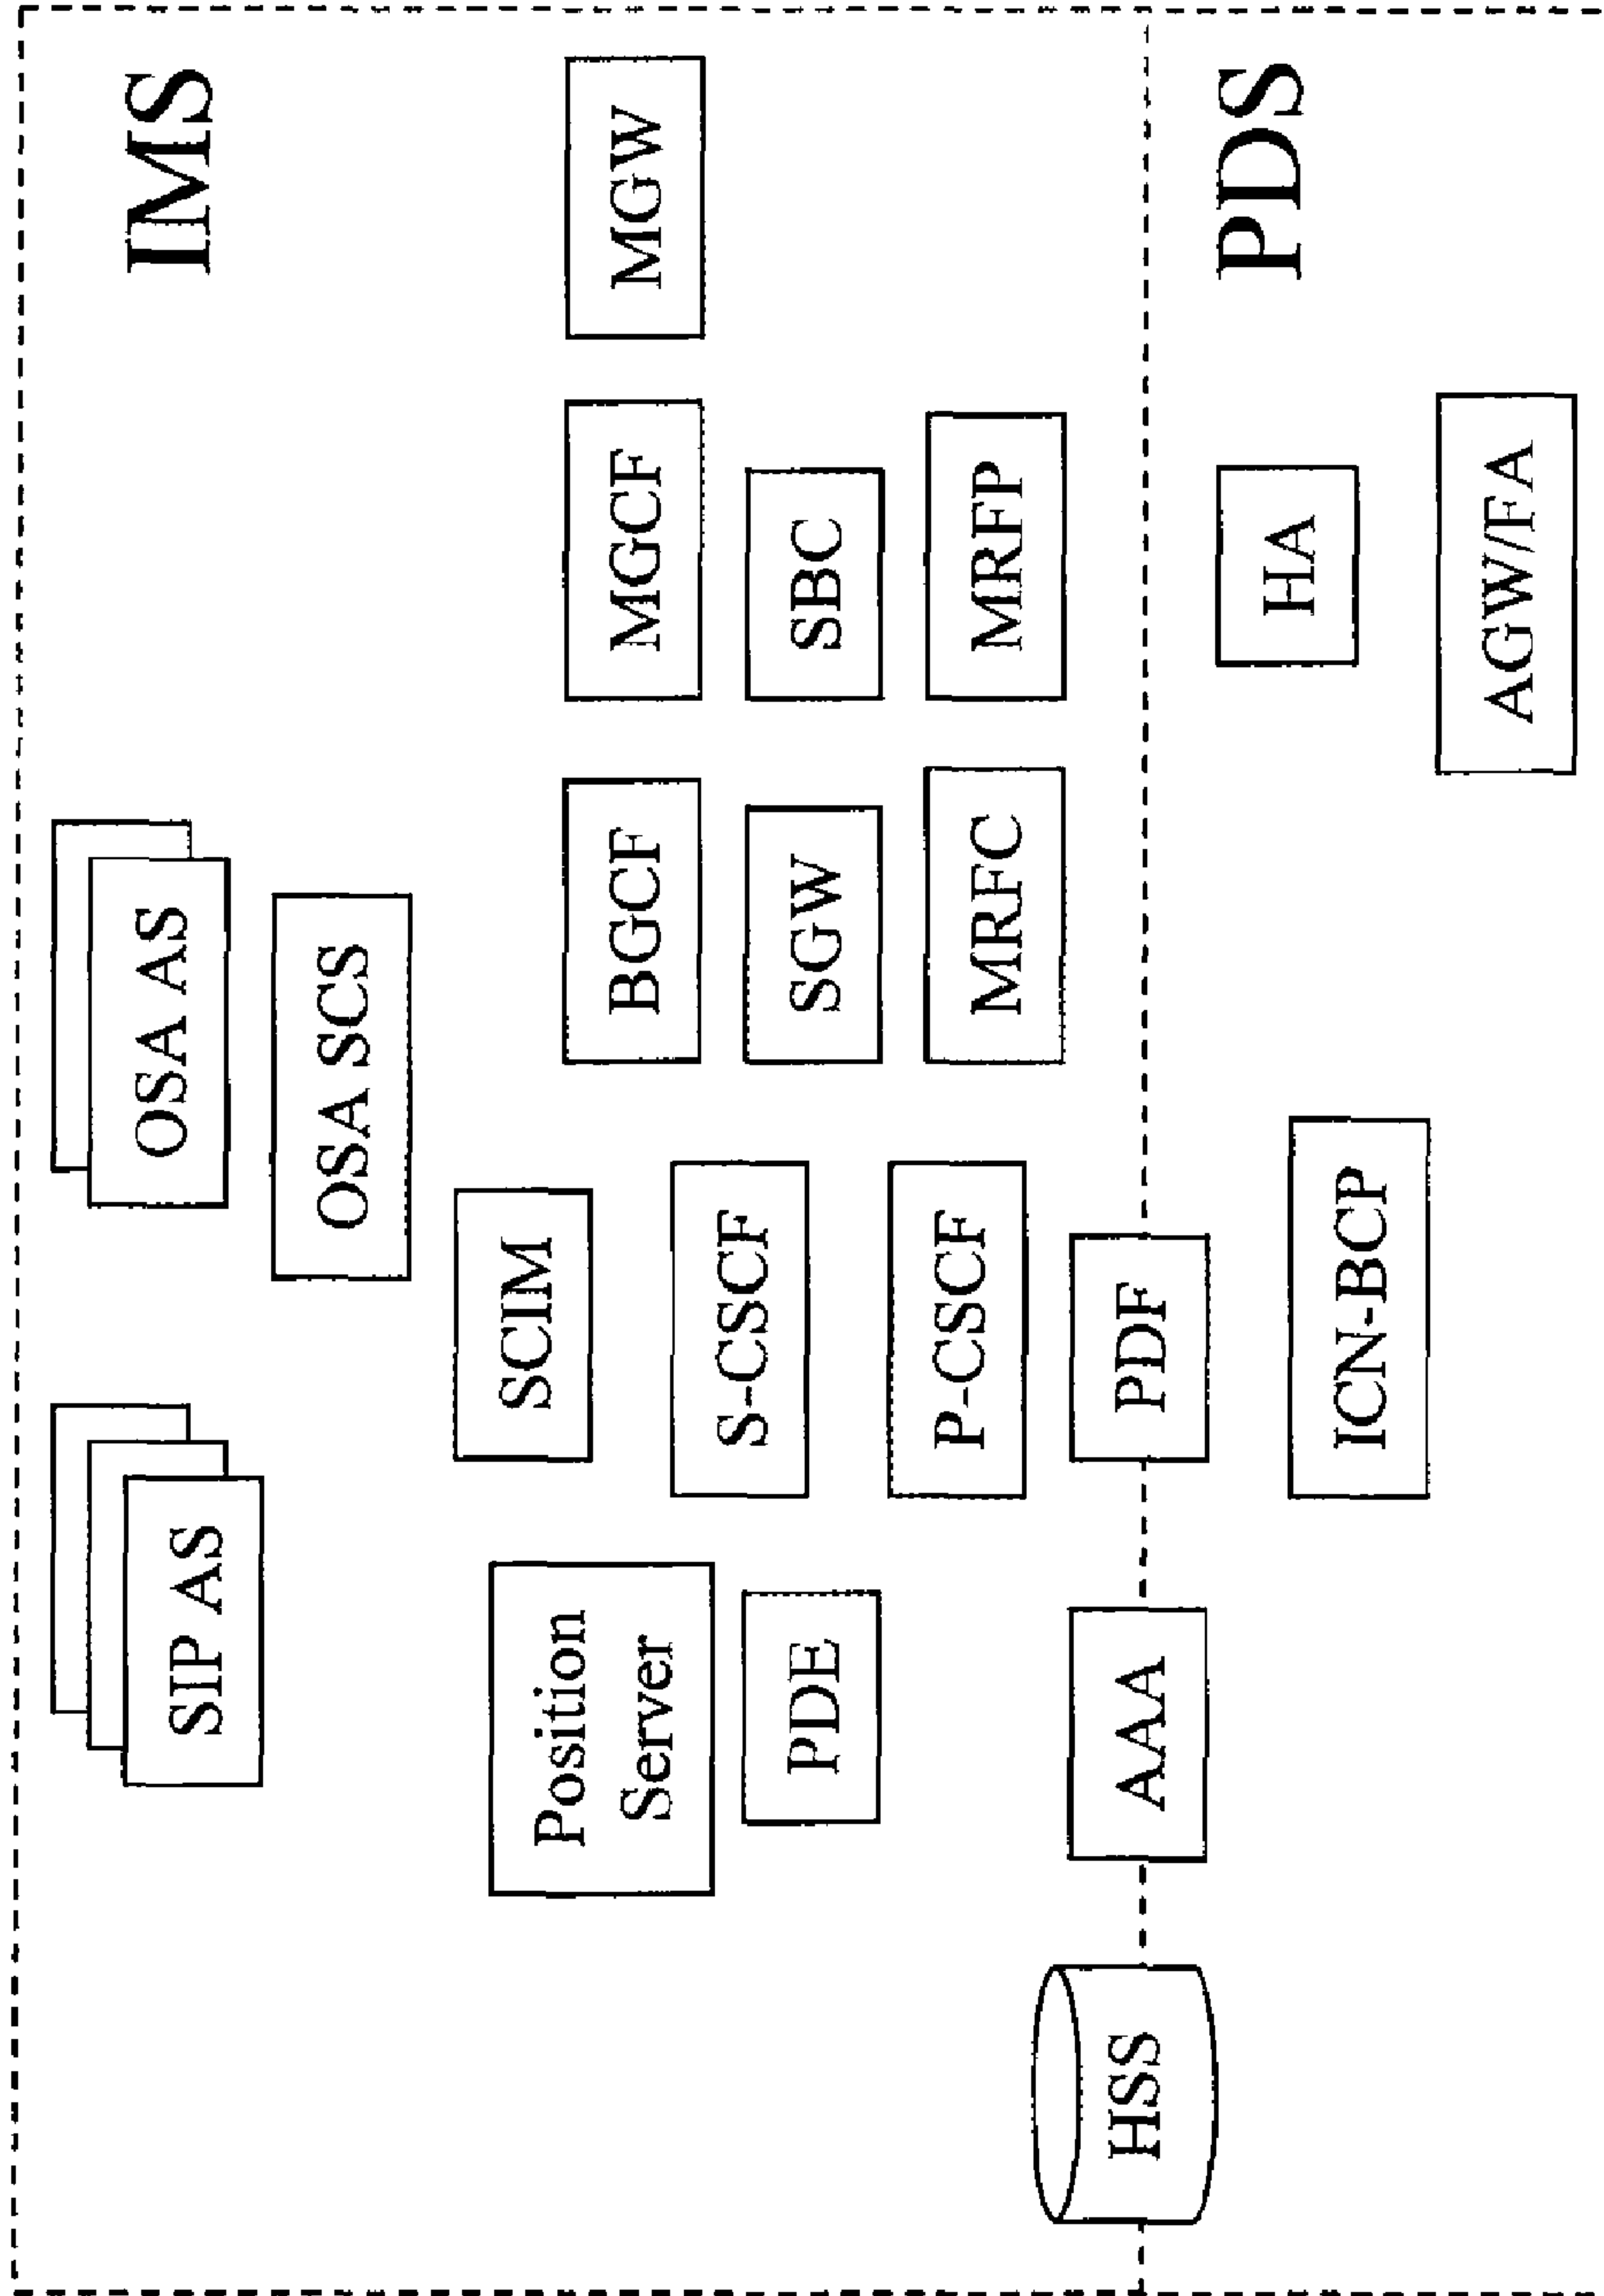 IMS
SIP AS
OSA AS
OSA SCS
SCIM
Position
Server
BGCF
MGCF
MGW
S-CSCF
PDE
SGW
SBC
P-CSCF
MRFC
MRFP
HSS
AAA
PDF
PDS
HA
ICN-BCP
AGW/FA